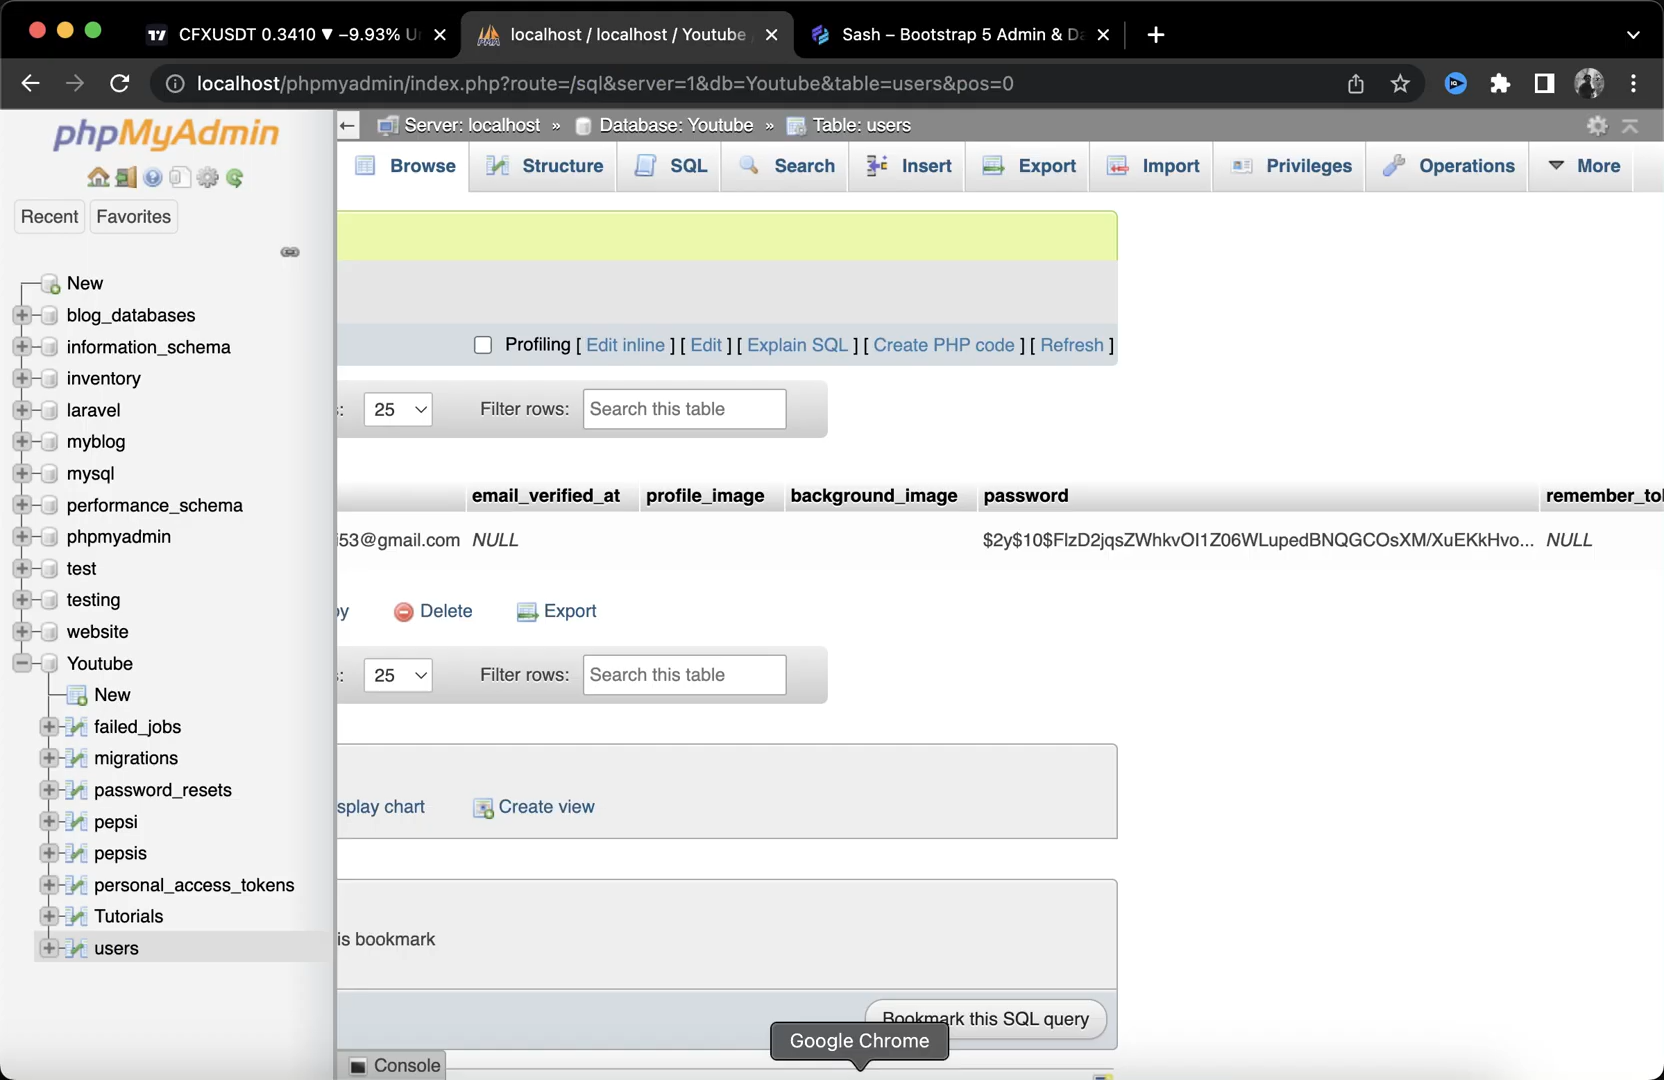 CFXUSDT 0.3410 ▼ −9.93% U
localhost / localhost / Youtube
Sash – Bootstrap 5 Admin & Da
localhost/phpmyadmin/index.php?route=/sql&server=1&db=Youtube&table=users&pos=0
phpMyAdmin
Server: localhost » Database: Youtube » Table: users
Browse Structure SQL Search Insert Export Import Privileges Operations More
Recent Favorites
New
blog_databases
information_schema
inventory
laravel
myblog
mysql
performance_schema
phpmyadmin
test
testing
website
Youtube
New
failed_jobs
migrations
password_resets
pepsi
pepsis
personal_access_tokens
Tutorials
users
Profiling [ Edit inline ] [ Edit ] [ Explain SQL ] [ Create PHP code ] [ Refresh ]
: 25 Filter rows: Search this table
email_verified_at profile_image background_image password remember_to
i53@gmail.com NULL $2y$10$FlzD2jqsZWhkvOI1Z06WLupedBNQGCOsXM/XuEKkHvo... NULL
py Delete Export
: 25 Filter rows: Search this table
splay chart Create view
is bookmark
Bookmark this SQL query
Google Chrome
Console